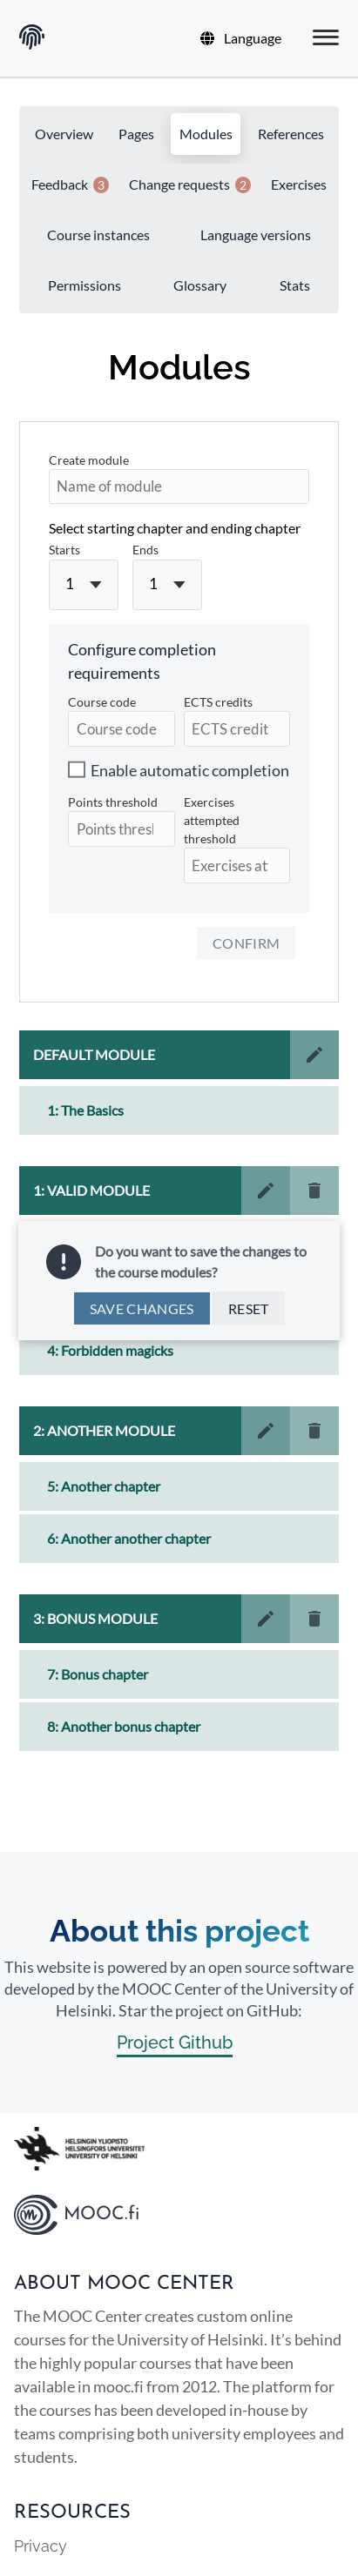 Language
Overview Pages Modules References
Feedback 3 Change requests 2 Exercises
Course instances Language versions
Permissions Glossary Stats
Modules
Create module
Name of module
Select starting chapter and ending chapter
Starts Ends
1 1
Configure completion
requirements
Course code ECTS credits
Course code ECTS credit
Enable automatic completion
Points threshold Exercises
attempted
threshold
Points thresl
Exercises at
CONFIRM
DEFAULT MODULE
1: The Basics
1: VALID MODULE
Do you want to save the changes to
the course modules?
SAVE CHANGES RESET
4: Forbidden magicks
2: ANOTHER MODULE
5: Another chapter
6: Another another chapter
3: BONUS MODULE
7: Bonus chapter
8: Another bonus chapter
About this project
This website is powered by an open source software
developed by the MOOC Center of the University of
Helsinki. Star the project on GitHub:
Project Github
HELSINGIN YLIOPISTO
HELSINGFORS UNIVERSITET
UNIVERSITY OF HELSINKI
MOOC.fi
ABOUT MOOC CENTER
The MOOC Center creates custom online
courses for the University of Helsinki. It’s behind
the highly popular courses that have been
available in mooc.fi from 2012. The platform for
the courses has been developed in-house by
teams comprising both university employees and
students.
RESOURCES
Privacy